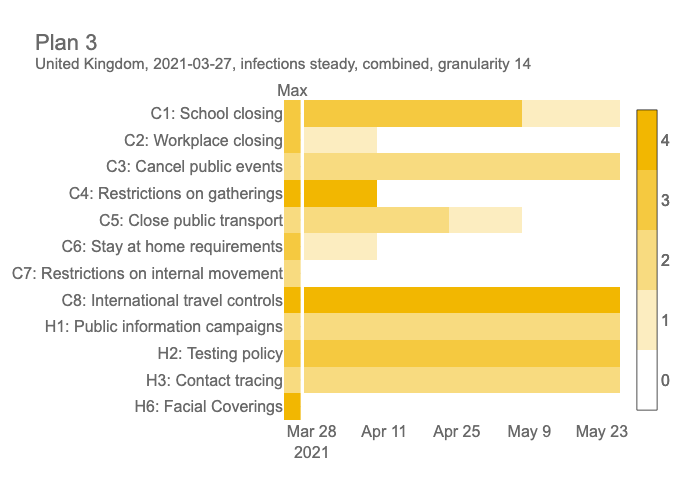 Plan 3
United Kingdom, 2021-03-27, infections steady, combined, granularity 14
Max
C1: School closing
C2: Workplace closing
C3: Cancel public events
C4: Restrictions on gatherings
C5: Close public transport
C6: Stay at home requirements
C7: Restrictions on internal movement
C8: International travel controls
H1: Public information campaigns
H2: Testing policy
H3: Contact tracing
H6: Facial Coverings
Mar 28 Apr 11 Apr 25 May 9 May 23
2021
4
3
2
1
0